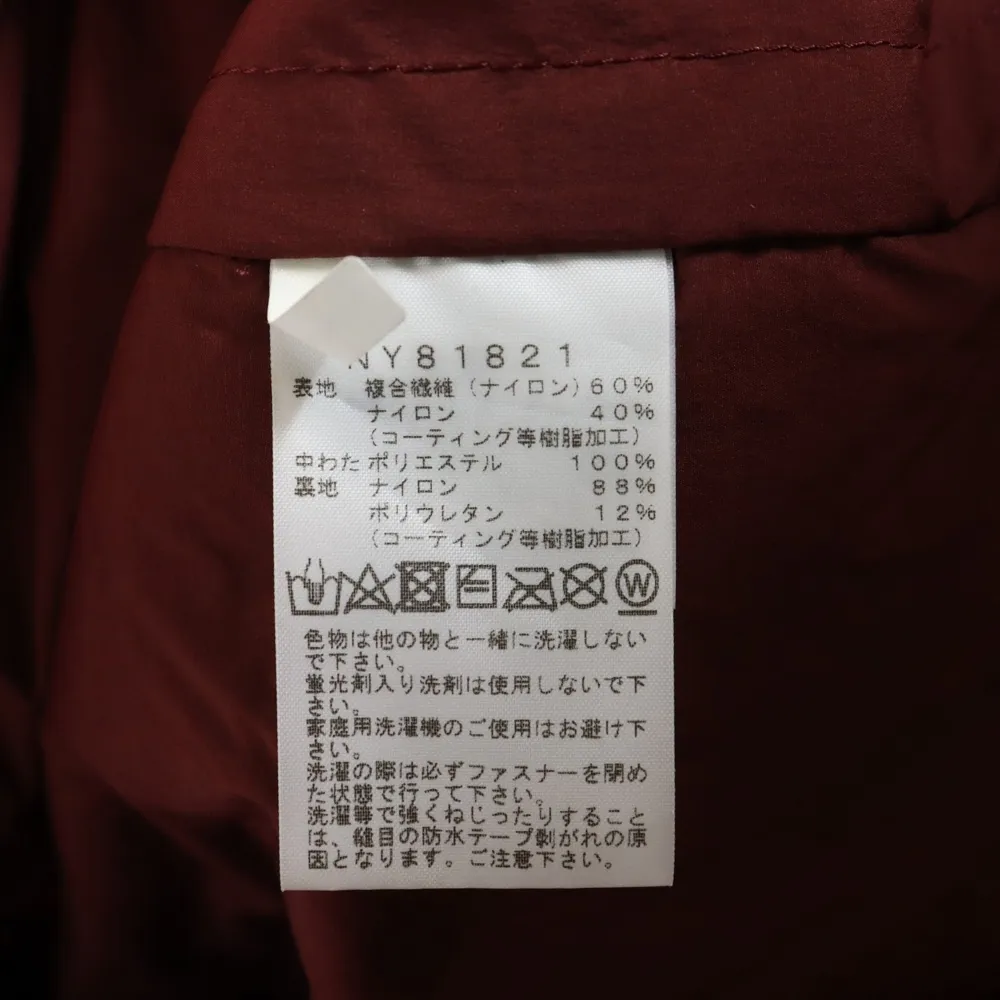 NY81821
表地 複合繊維（ナイロン）60%
ナイロン 40%
（コーティング等樹脂加工）
中わた ポリエステル 100%
裏地 ナイロン 88%
ポリウレタン 12%
（コーティング等樹脂加工）
W
色物は他の物と一緒に洗濯しない
で下さい。
蛍光剤入り洗剤は使用しないで下
さい。
家庭用洗濯機のご使用はお避け下
さい。
洗濯の際は必ずファスナーを閉め
た状態で行って下さい。
洗濯等で強くねじったりすること
は、縫目の防水テープ剝がれの原
因となります。ご注意下さい。